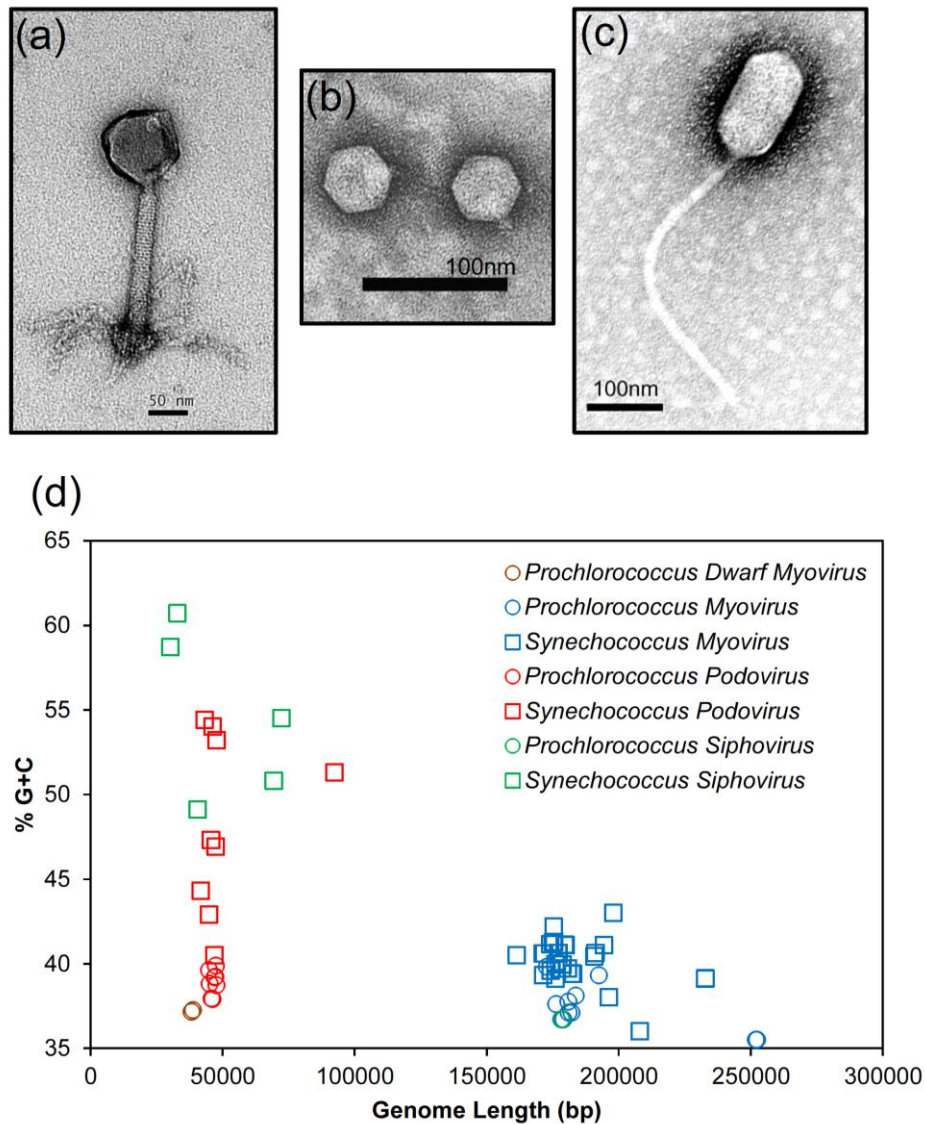 (a)
50 nm
(b)
100nm
(c)
100nm
(d)
% G+C
65
60
55
50
45
40
35
0
50000
100000
150000
200000
250000
300000
Genome Length (bp)
Prochlorococcus Dwarf Myovirus
Prochlorococcus Myovirus
Synechococcus Myovirus
Prochlorococcus Podovirus
Synechococcus Podovirus
Prochlorococcus Siphovirus
Synechococcus Siphovirus